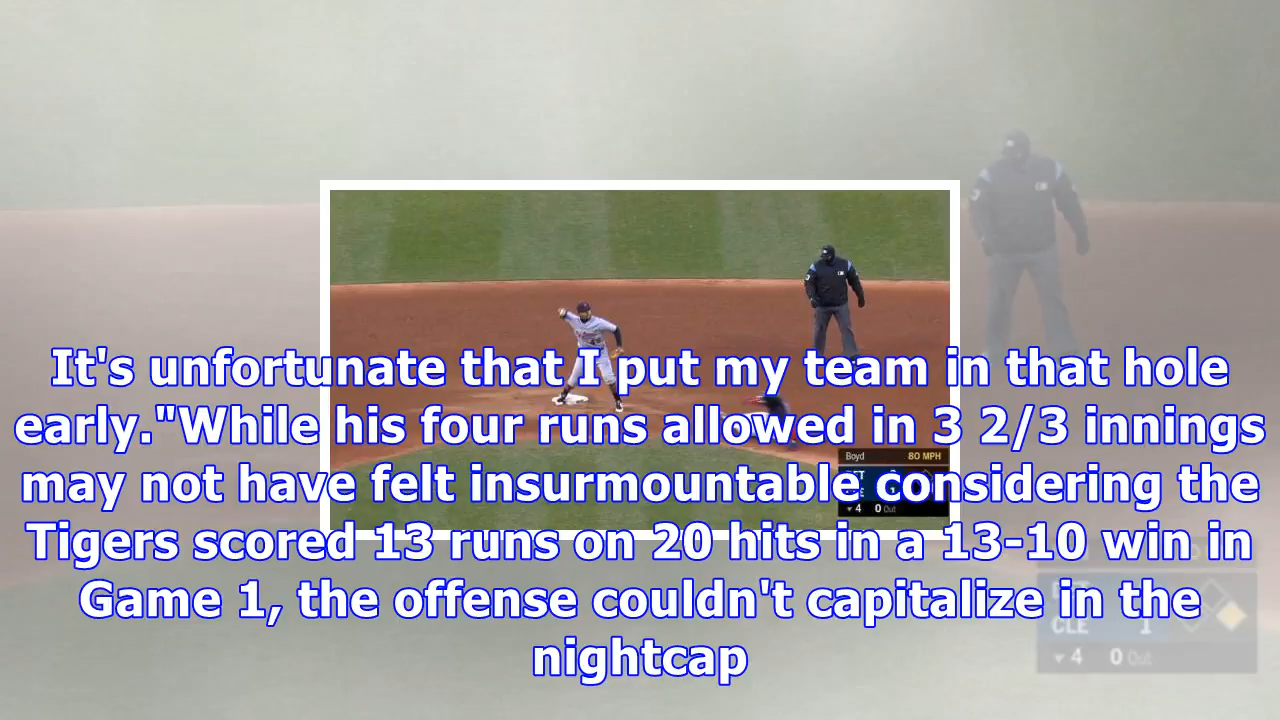 It's unfortunate that I put my team in that hole
early."While his four runs allowed in 3 2/3 innings
may not have felt insurmountable considering the
Tigers scored 13 runs on 20 hits in a 13-10 win in
Game 1, the offense couldn't capitalize in the
nightcap
Boyd 80 MPH
4 0 Out
CLE 1
4 0 Out